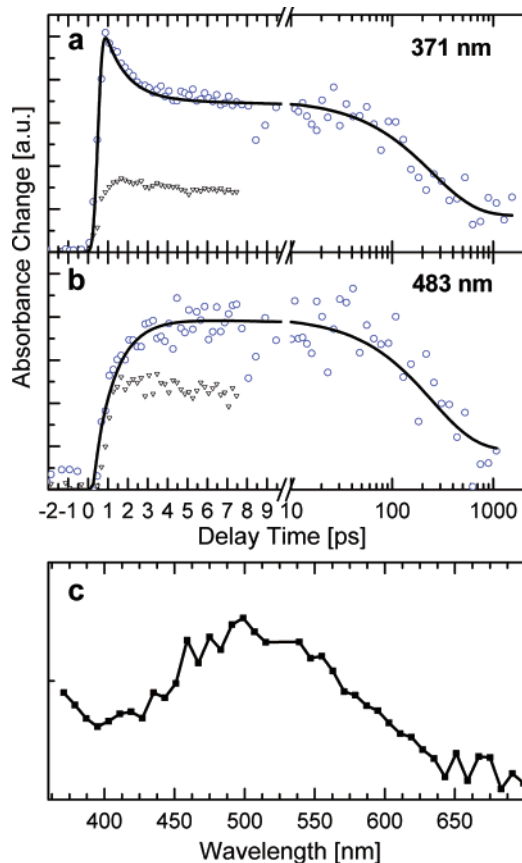 a
371 nm
Absorbance Change [a.u.]
b
483 nm
-2 -1 0 1 2 3 4 5 6 7 8 9 10 100 1000
Delay Time [ps]
c
400 450 500 550 600 650
Wavelength [nm]